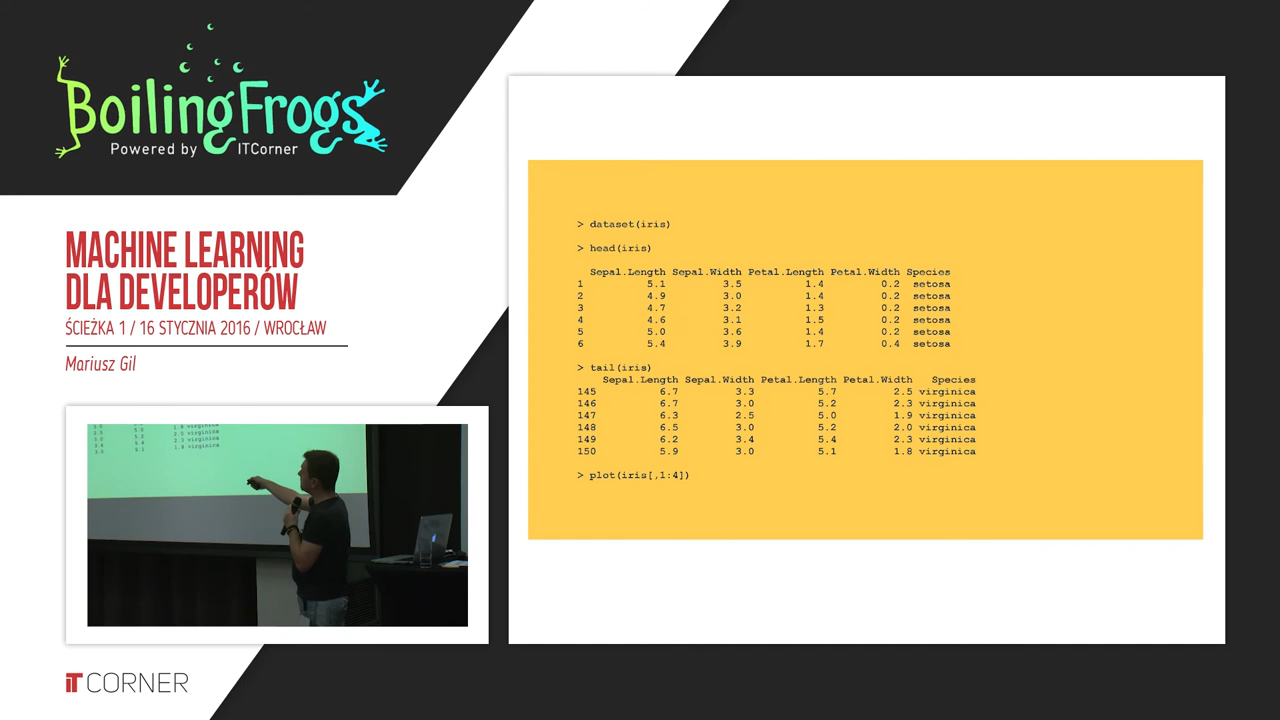 BoilingFrogs
Powered by ITCorner
MACHINE LEARNING
DLA DEVELOPERÓW
ŚCIEŻKA 1 / 16 STYCZNIA 2016 / WROCŁAW
Mariusz Gil
iT CORNER
> dataset(iris)
> head(iris)
Sepal.Length Sepal.Width Petal.Length Petal.Width Species
1 5.1 3.5 1.4 0.2 setosa
2 4.9 3.0 1.4 0.2 setosa
3 4.7 3.2 1.3 0.2 setosa
4 4.6 3.1 1.5 0.2 setosa
5 5.0 3.6 1.4 0.2 setosa
6 5.4 3.9 1.7 0.4 setosa
> tail(iris)
Sepal.Length Sepal.Width Petal.Length Petal.Width Species
145 6.7 3.3 5.7 2.5 virginica
146 6.7 3.0 5.2 2.3 virginica
147 6.3 2.5 5.0 1.9 virginica
148 6.5 3.0 5.2 2.0 virginica
149 6.2 3.4 5.4 2.3 virginica
150 5.9 3.0 5.1 1.8 virginica
> plot(iris[,1:4])